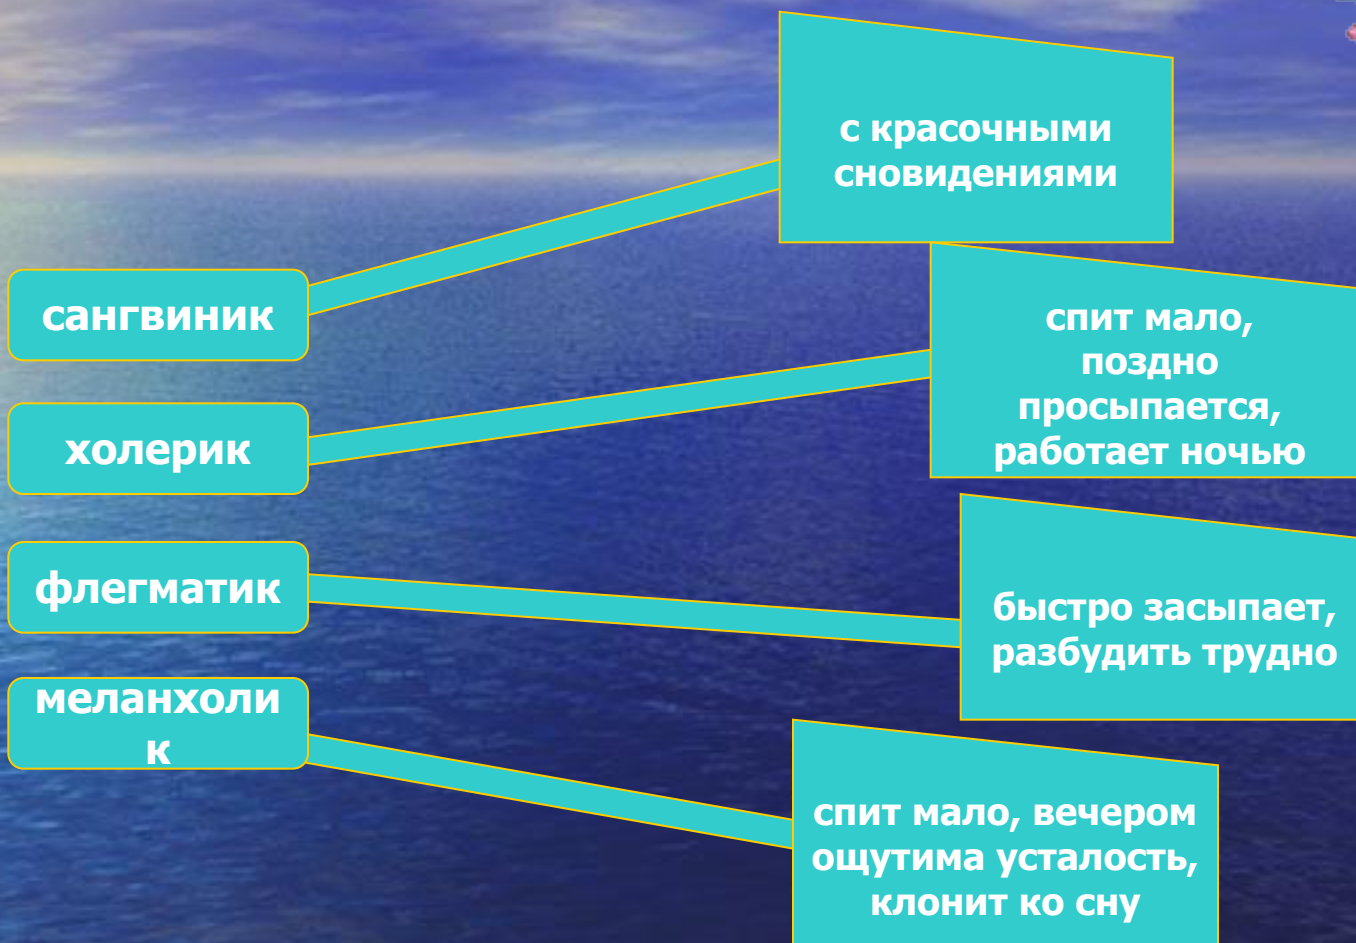 сангвиник
с красочными
сновидениями
холерик
спит мало,
поздно
просыпается,
работает ночью
флегматик
быстро засыпает,
разбудить трудно
меланхоли
к
спит мало, вечером
ощутима усталость,
клонит ко сну